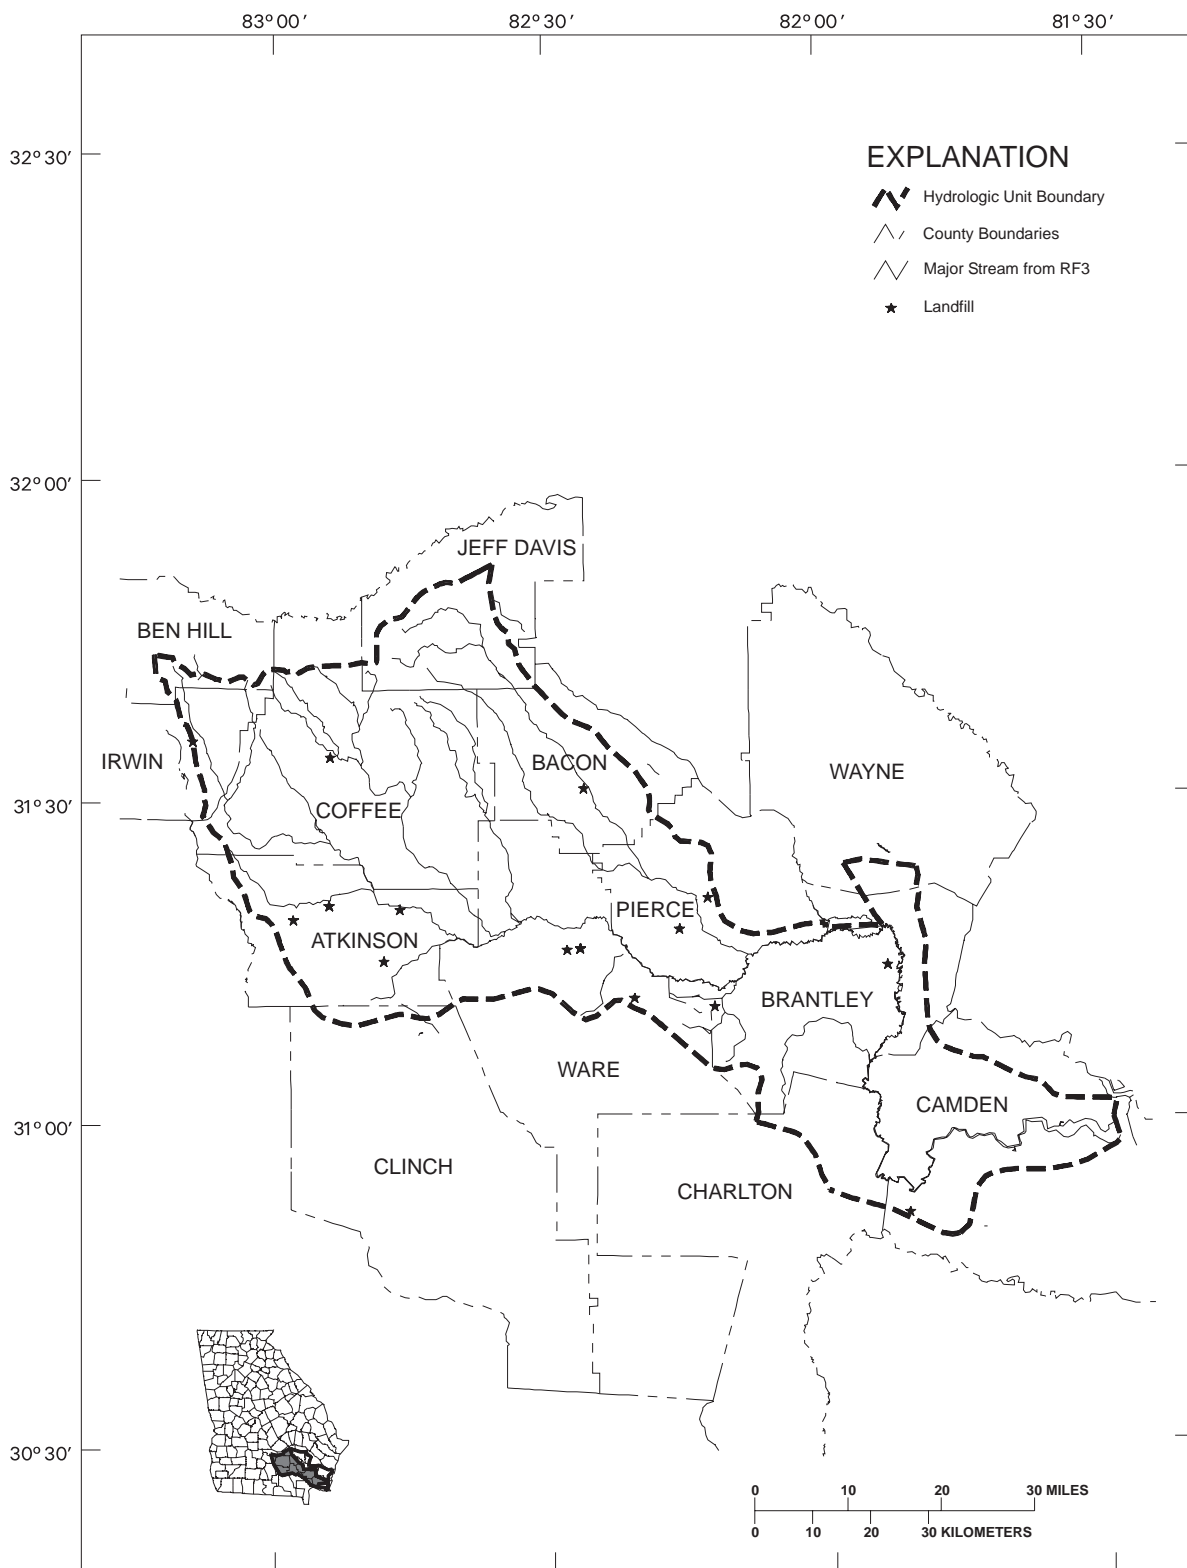 83° 00′ 82° 30′ 82° 00′ 81° 30′
32° 30′
EXPLANATION
Hydrologic Unit Boundary
County Boundaries
Major Stream from RF3
Landfill
32° 00′
JEFF DAVIS
BEN HILL
IRWIN
BACON
WAYNE
31° 30′
COFFEE
PIERCE
ATKINSON
BRANTLEY
WARE
CAMDEN
31° 00′
CLINCH
CHARLTON
30° 30′
0 10 20 30 MILES
0 10 20 30 KILOMETERS